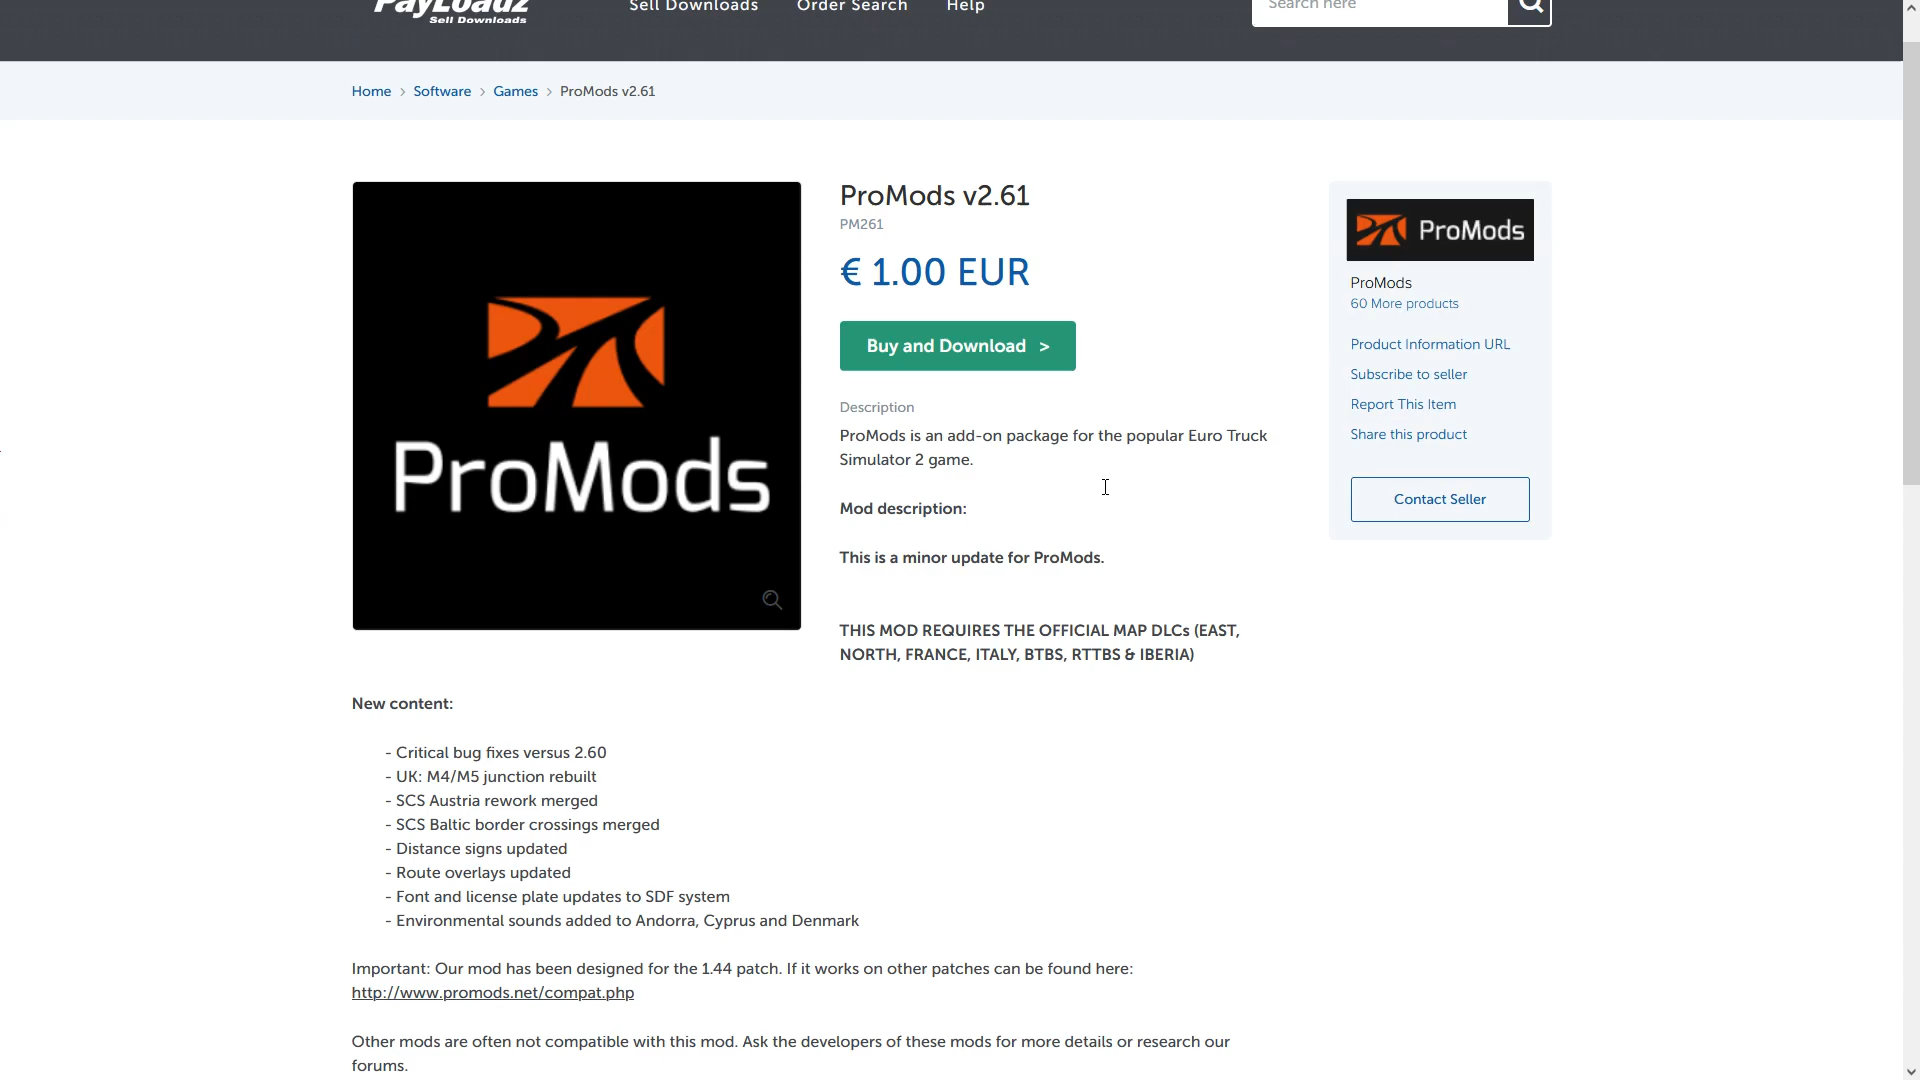 PayLoadz
Sell Downloads
Sell Downloads
Order Search
Help
Search here
Home > Software > Games > ProMods v2.61
ProMods
ProMods v2.61
PM261
€ 1.00 EUR
Buy and Download >
Description
ProMods is an add-on package for the popular Euro Truck
Simulator 2 game.
Mod description:
This is a minor update for ProMods.
THIS MOD REQUIRES THE OFFICIAL MAP DLCs (EAST,
NORTH, FRANCE, ITALY, BTBS, RTTBS & IBERIA)
ProMods
ProMods
60 More products
Product Information URL
Subscribe to seller
Report This Item
Share this product
Contact Seller
New content:
- Critical bug fixes versus 2.60
- UK: M4/M5 junction rebuilt
- SCS Austria rework merged
- SCS Baltic border crossings merged
- Distance signs updated
- Route overlays updated
- Font and license plate updates to SDF system
- Environmental sounds added to Andorra, Cyprus and Denmark
Important: Our mod has been designed for the 1.44 patch. If it works on other patches can be found here:
http://www.promods.net/compat.php
Other mods are often not compatible with this mod. Ask the developers of these mods for more details or research our
forums.